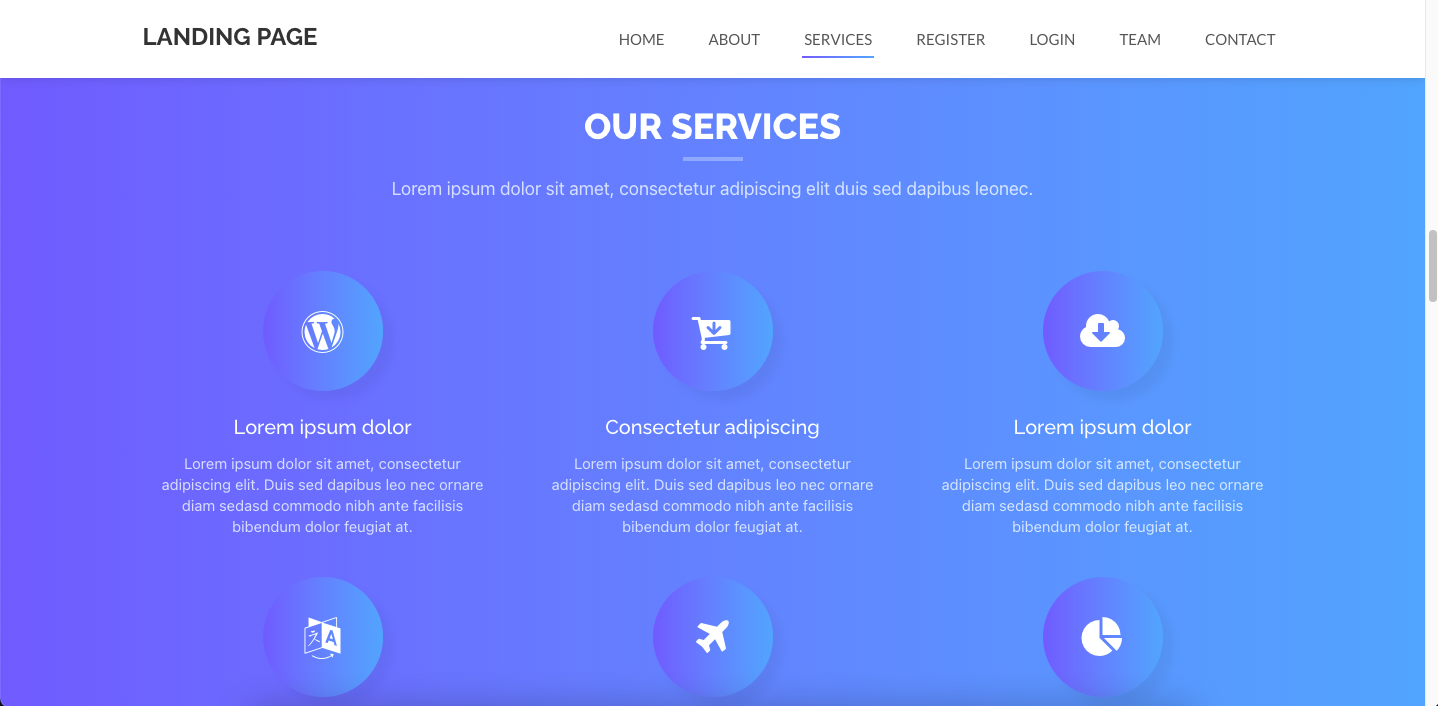 LANDING PAGE
HOME ABOUT SERVICES REGISTER LOGIN TEAM CONTACT
OUR SERVICES
Lorem ipsum dolor sit amet, consectetur adipiscing elit duis sed dapibus leonec.
Lorem ipsum dolor
Lorem ipsum dolor sit amet, consectetur
adipiscing elit. Duis sed dapibus leo nec ornare
diam sedasd commodo nibh ante facilisis
bibendum dolor feugiat at.
Consectetur adipiscing
Lorem ipsum dolor sit amet, consectetur
adipiscing elit. Duis sed dapibus leo nec ornare
diam sedasd commodo nibh ante facilisis
bibendum dolor feugiat at.
Lorem ipsum dolor
Lorem ipsum dolor sit amet, consectetur
adipiscing elit. Duis sed dapibus leo nec ornare
diam sedasd commodo nibh ante facilisis
bibendum dolor feugiat at.